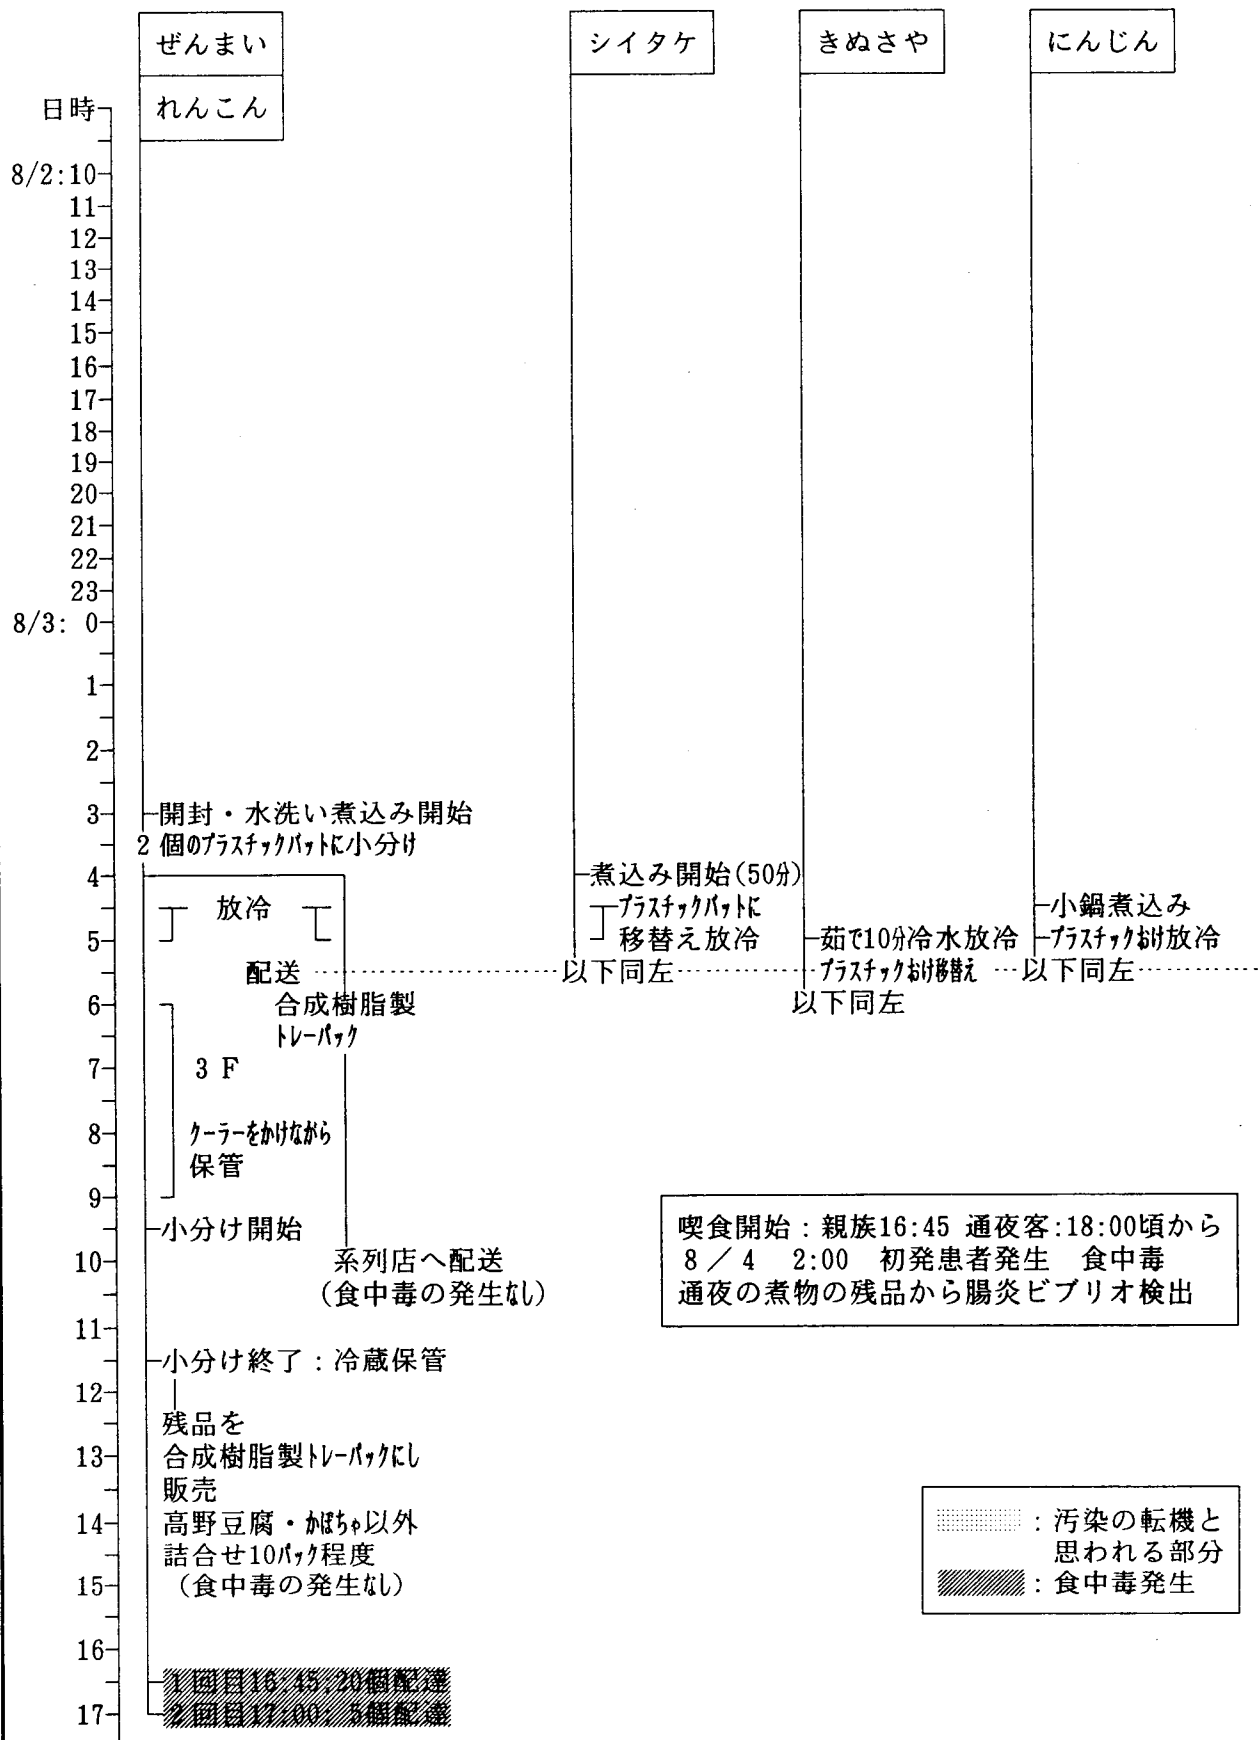 ぜんまい
シイタケ
きぬさや
にんじん
れんこん
日時
8/2:10
11
12
13
14
15
16
17
18
19
20
21
22
23
8/3: 0
1
2
3
開封・水洗い煮込み開始
2個のプラスチックバットに小分け
4
煮込み開始(50分)
放冷
プラスチックバットに
小鍋煮込み
5
移替え放冷
茹で10分冷水放冷
プラスチックおけ放冷
配送
以下同左
プラスチックおけ移替え
以下同左
6
合成樹脂製
以下同左
トレーパック
7
3F
8
クーラーをかけながら
保管
9
小分け開始
喫食開始:親族16:45 通夜客:18:00頃から
10
系列店へ配送
8/4 2:00 初発患者発生 食中毒
(食中毒の発生なし)
通夜の煮物の残品から腸炎ビブリオ検出
11
小分け終了:冷蔵保管
12
残品を
13
合成樹脂製トレーパックにし
販売
14
高野豆腐・かぼちゃ以外
:汚染の転機と
詰合せ10パック程度
思われる部分
15
(食中毒の発生なし)
:食中毒発生
16
1回目16:45:20個配達
17
2回目17:00: 5個配達